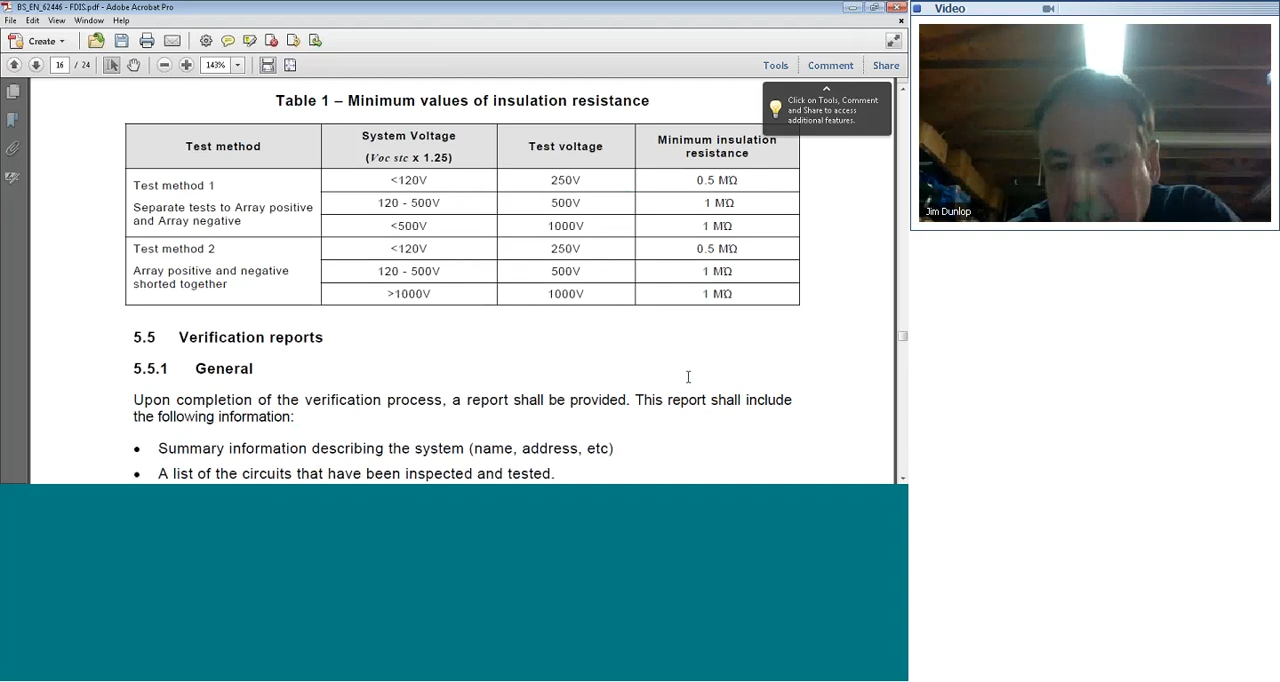 BS_EN_62446 - FDIS.pdf - Adobe Acrobat Pro
File Edit View Window Help
Create
16 / 24 143% Tools Comment Share
Click on Tools, Comment
and Share to access
additional features.
Table 1 – Minimum values of insulation resistance
Test method System Voltage (Voc stc x 1.25) Test voltage Minimum insulation resistance
Test method 1
Separate tests to Array positive
and Array negative
<120V 250V 0.5 MΩ
120 - 500V 500V 1 MΩ
<500V 1000V 1 MΩ
Test method 2
Array positive and negative
shorted together
<120V 250V 0.5 MΩ
120 - 500V 500V 1 MΩ
>1000V 1000V 1 MΩ
5.5 Verification reports
5.5.1 General
Upon completion of the verification process, a report shall be provided. This report shall include
the following information:
• Summary information describing the system (name, address, etc)
• A list of the circuits that have been inspected and tested.
Video
Jim Dunlop